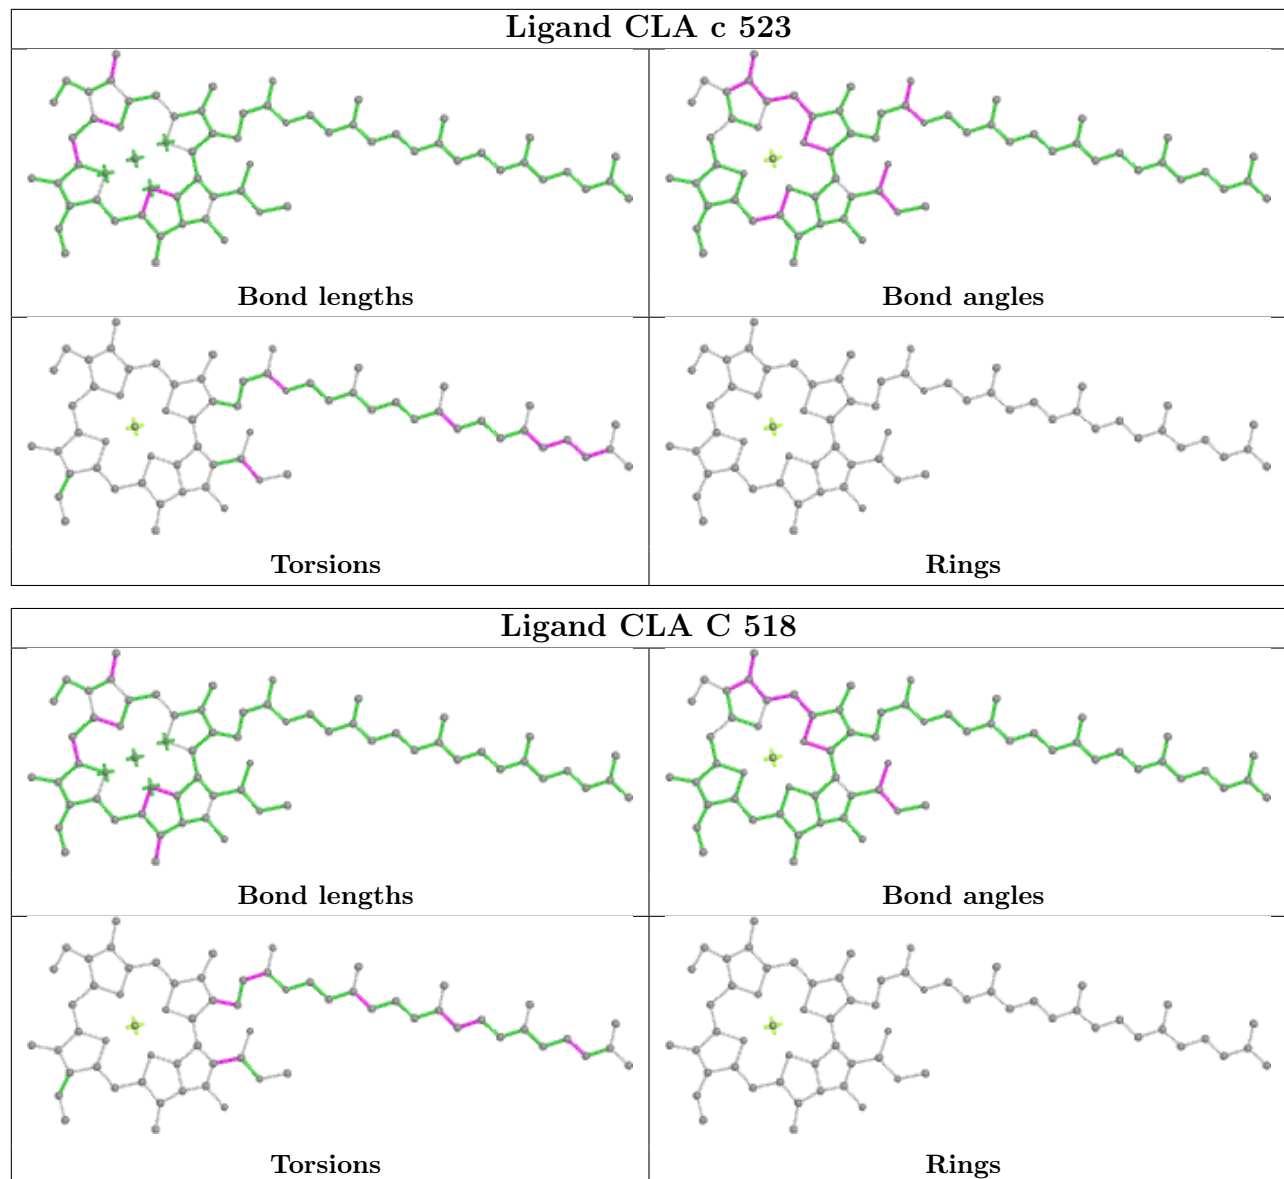 Ligand CLA c 523
Bond lengths
Bond angles
Torsions
Rings
Ligand CLA C 518
Bond lengths
Bond angles
Torsions
Rings